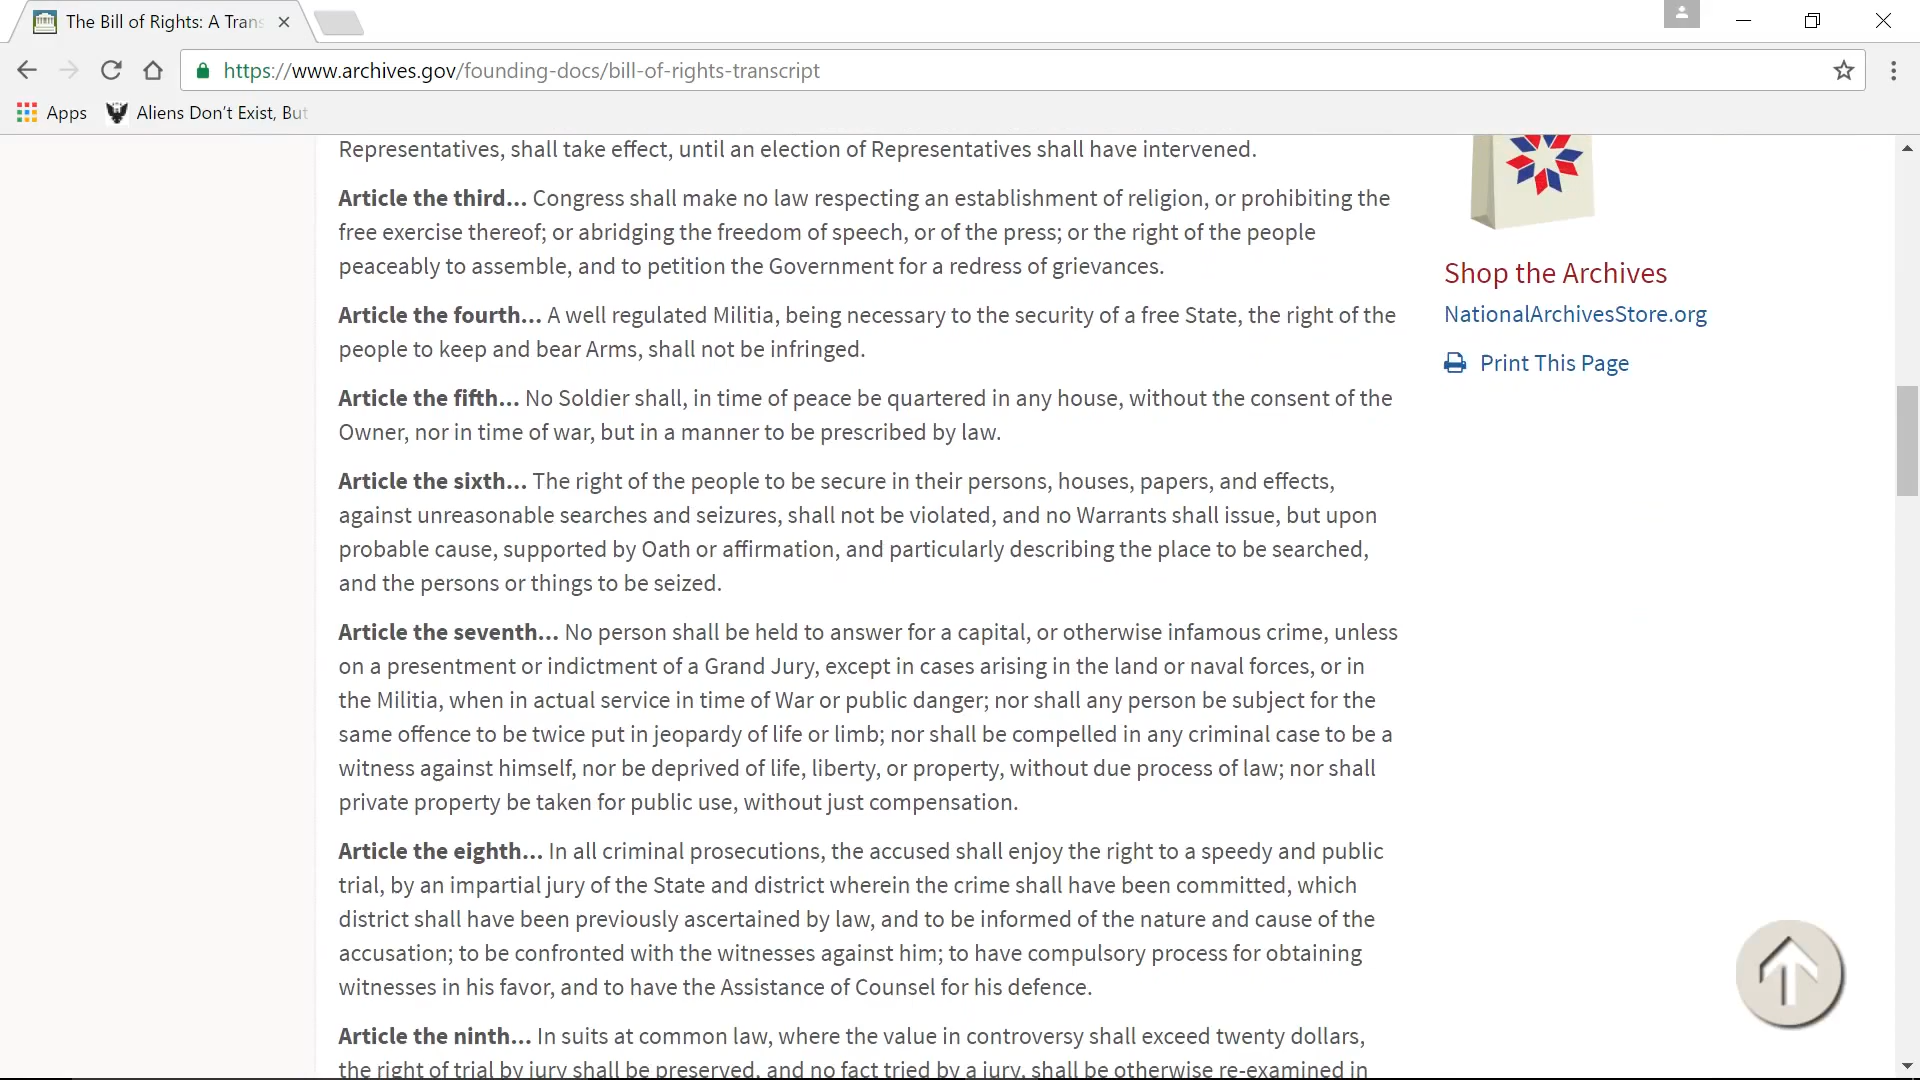 The Bill of Rights: A Trans
https://www.archives.gov/founding-docs/bill-of-rights-transcript
Apps Aliens Don't Exist, But
Representatives, shall take effect, until an election of Representatives shall have intervened.
Article the third... Congress shall make no law respecting an establishment of religion, or prohibiting the
free exercise thereof; or abridging the freedom of speech, or of the press; or the right of the people
peaceably to assemble, and to petition the Government for a redress of grievances.
Article the fourth... A well regulated Militia, being necessary to the security of a free State, the right of the
people to keep and bear Arms, shall not be infringed.
Article the fifth... No Soldier shall, in time of peace be quartered in any house, without the consent of the
Owner, nor in time of war, but in a manner to be prescribed by law.
Article the sixth... The right of the people to be secure in their persons, houses, papers, and effects,
against unreasonable searches and seizures, shall not be violated, and no Warrants shall issue, but upon
probable cause, supported by Oath or affirmation, and particularly describing the place to be searched,
and the persons or things to be seized.
Article the seventh... No person shall be held to answer for a capital, or otherwise infamous crime, unless
on a presentment or indictment of a Grand Jury, except in cases arising in the land or naval forces, or in
the Militia, when in actual service in time of War or public danger; nor shall any person be subject for the
same offence to be twice put in jeopardy of life or limb; nor shall be compelled in any criminal case to be a
witness against himself, nor be deprived of life, liberty, or property, without due process of law; nor shall
private property be taken for public use, without just compensation.
Article the eighth... In all criminal prosecutions, the accused shall enjoy the right to a speedy and public
trial, by an impartial jury of the State and district wherein the crime shall have been committed, which
district shall have been previously ascertained by law, and to be informed of the nature and cause of the
accusation; to be confronted with the witnesses against him; to have compulsory process for obtaining
witnesses in his favor, and to have the Assistance of Counsel for his defence.
Article the ninth... In suits at common law, where the value in controversy shall exceed twenty dollars,
the right of trial by jury shall be preserved, and no fact tried by a jury, shall be otherwise re-examined in
Shop the Archives
NationalArchivesStore.org
Print This Page